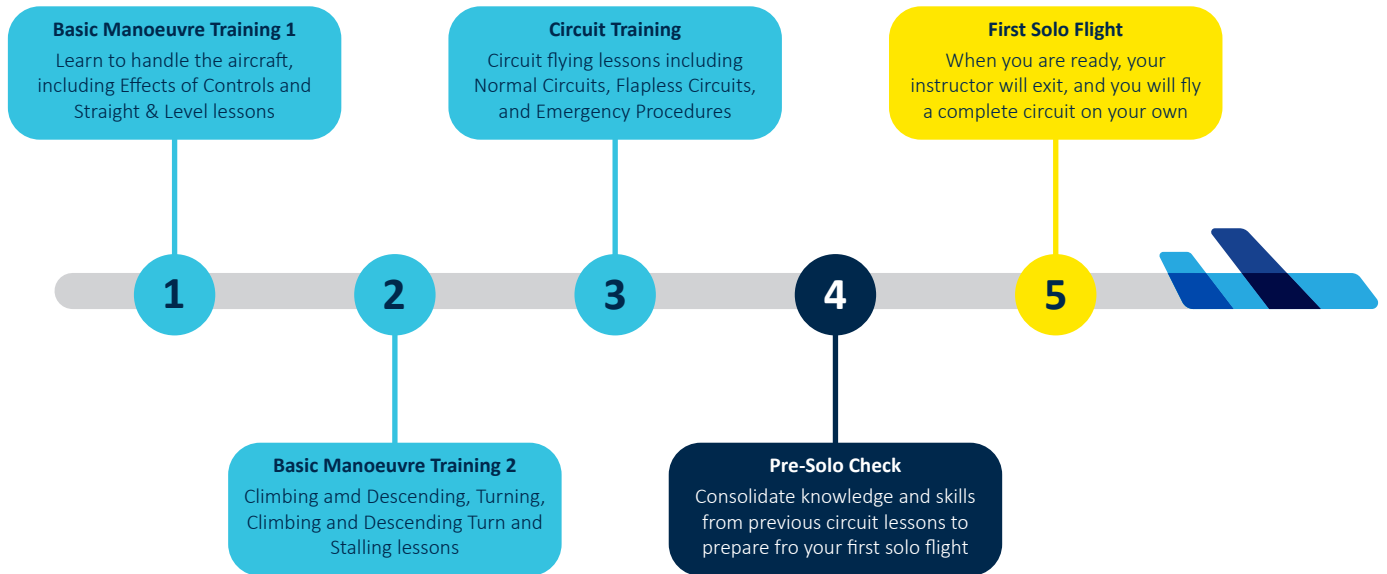 Basic Manoeuvre Training 1
Learn to handle the aircraft,
including Effects of Controls and
Straight & Level lessons
Circuit Training
Circuit flying lessons including
Normal Circuits, Flapless Circuits,
and Emergency Procedures
First Solo Flight
When you are ready, your
instructor will exit, and you will fly
a complete circuit on your own
1
2
3
4
5
Basic Manoeuvre Training 2
Climbing amd Descending, Turning,
Climbing and Descending Turn and
Stalling lessons
Pre-Solo Check
Consolidate knowledge and skills
from previous circuit lessons to
prepare fro your first solo flight